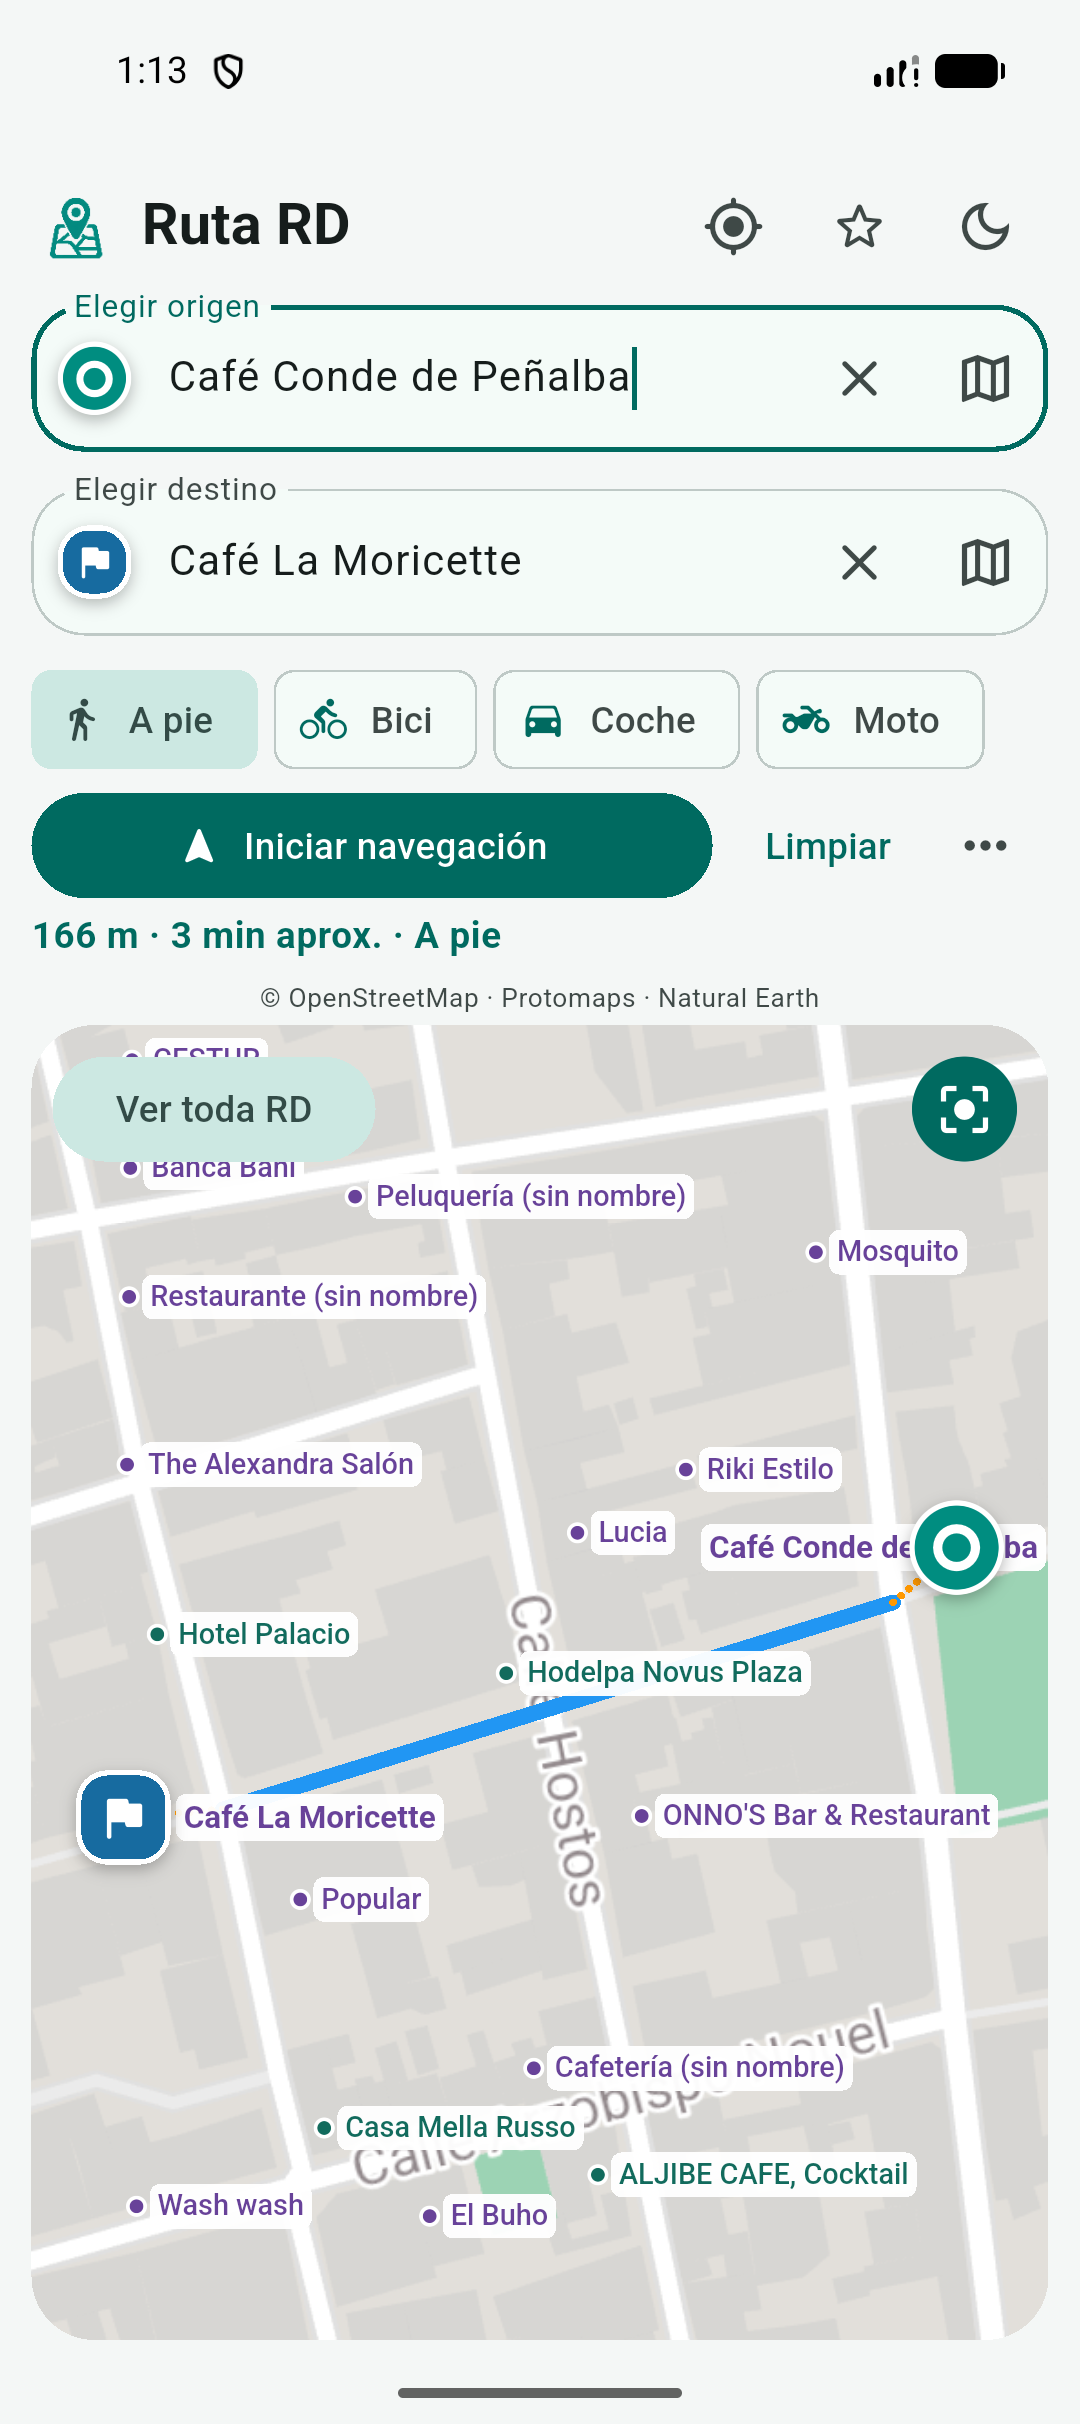 1:13
Ruta RD
Elegir origen
Café Conde de Peñalba
Elegir destino
Café La Moricette
A pie
Bici
Coche
Moto
Iniciar navegación
Limpiar
166 m · 3 min aprox. · A pie
© OpenStreetMap · Protomaps · Natural Earth
Ver toda RD
Banca Bani
Peluquería (sin nombre)
Mosquito
Restaurante (sin nombre)
The Alexandra Salón
Riki Estilo
Lucia
Café Conde de ba
Hotel Palacio
Hodelpa Novus Plaza
Hostos
Café La Moricette
ONNO'S Bar & Restaurant
Popular
Cafetería (sin nombre)
Casa Mella Russo
Calle
ALJIBE CAFE, Cocktail
Wash wash
El Buho